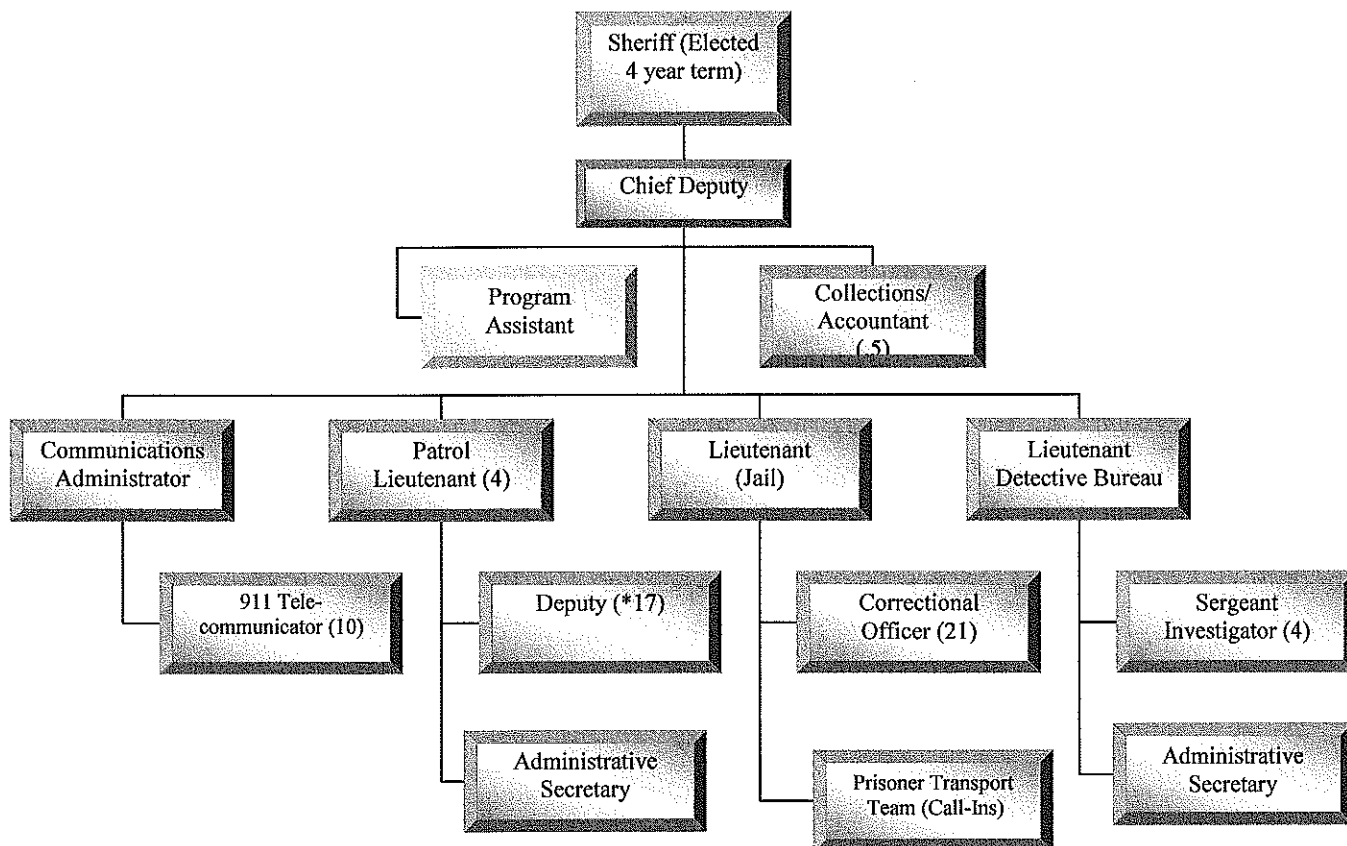 Sheriff (Elected
4 year term)
Chief Deputy
Program
Assistant
Collections/
Accountant
(.5)
Communications
Administrator
Patrol
Lieutenant (4)
Lieutenant
(Jail)
Lieutenant
Detective Bureau
911 Tele-
communicator (10)
Deputy (*17)
Correctional
Officer (21)
Sergeant
Investigator (4)
Administrative
Secretary
Prisoner Transport
Team (Call-Ins)
Administrative
Secretary